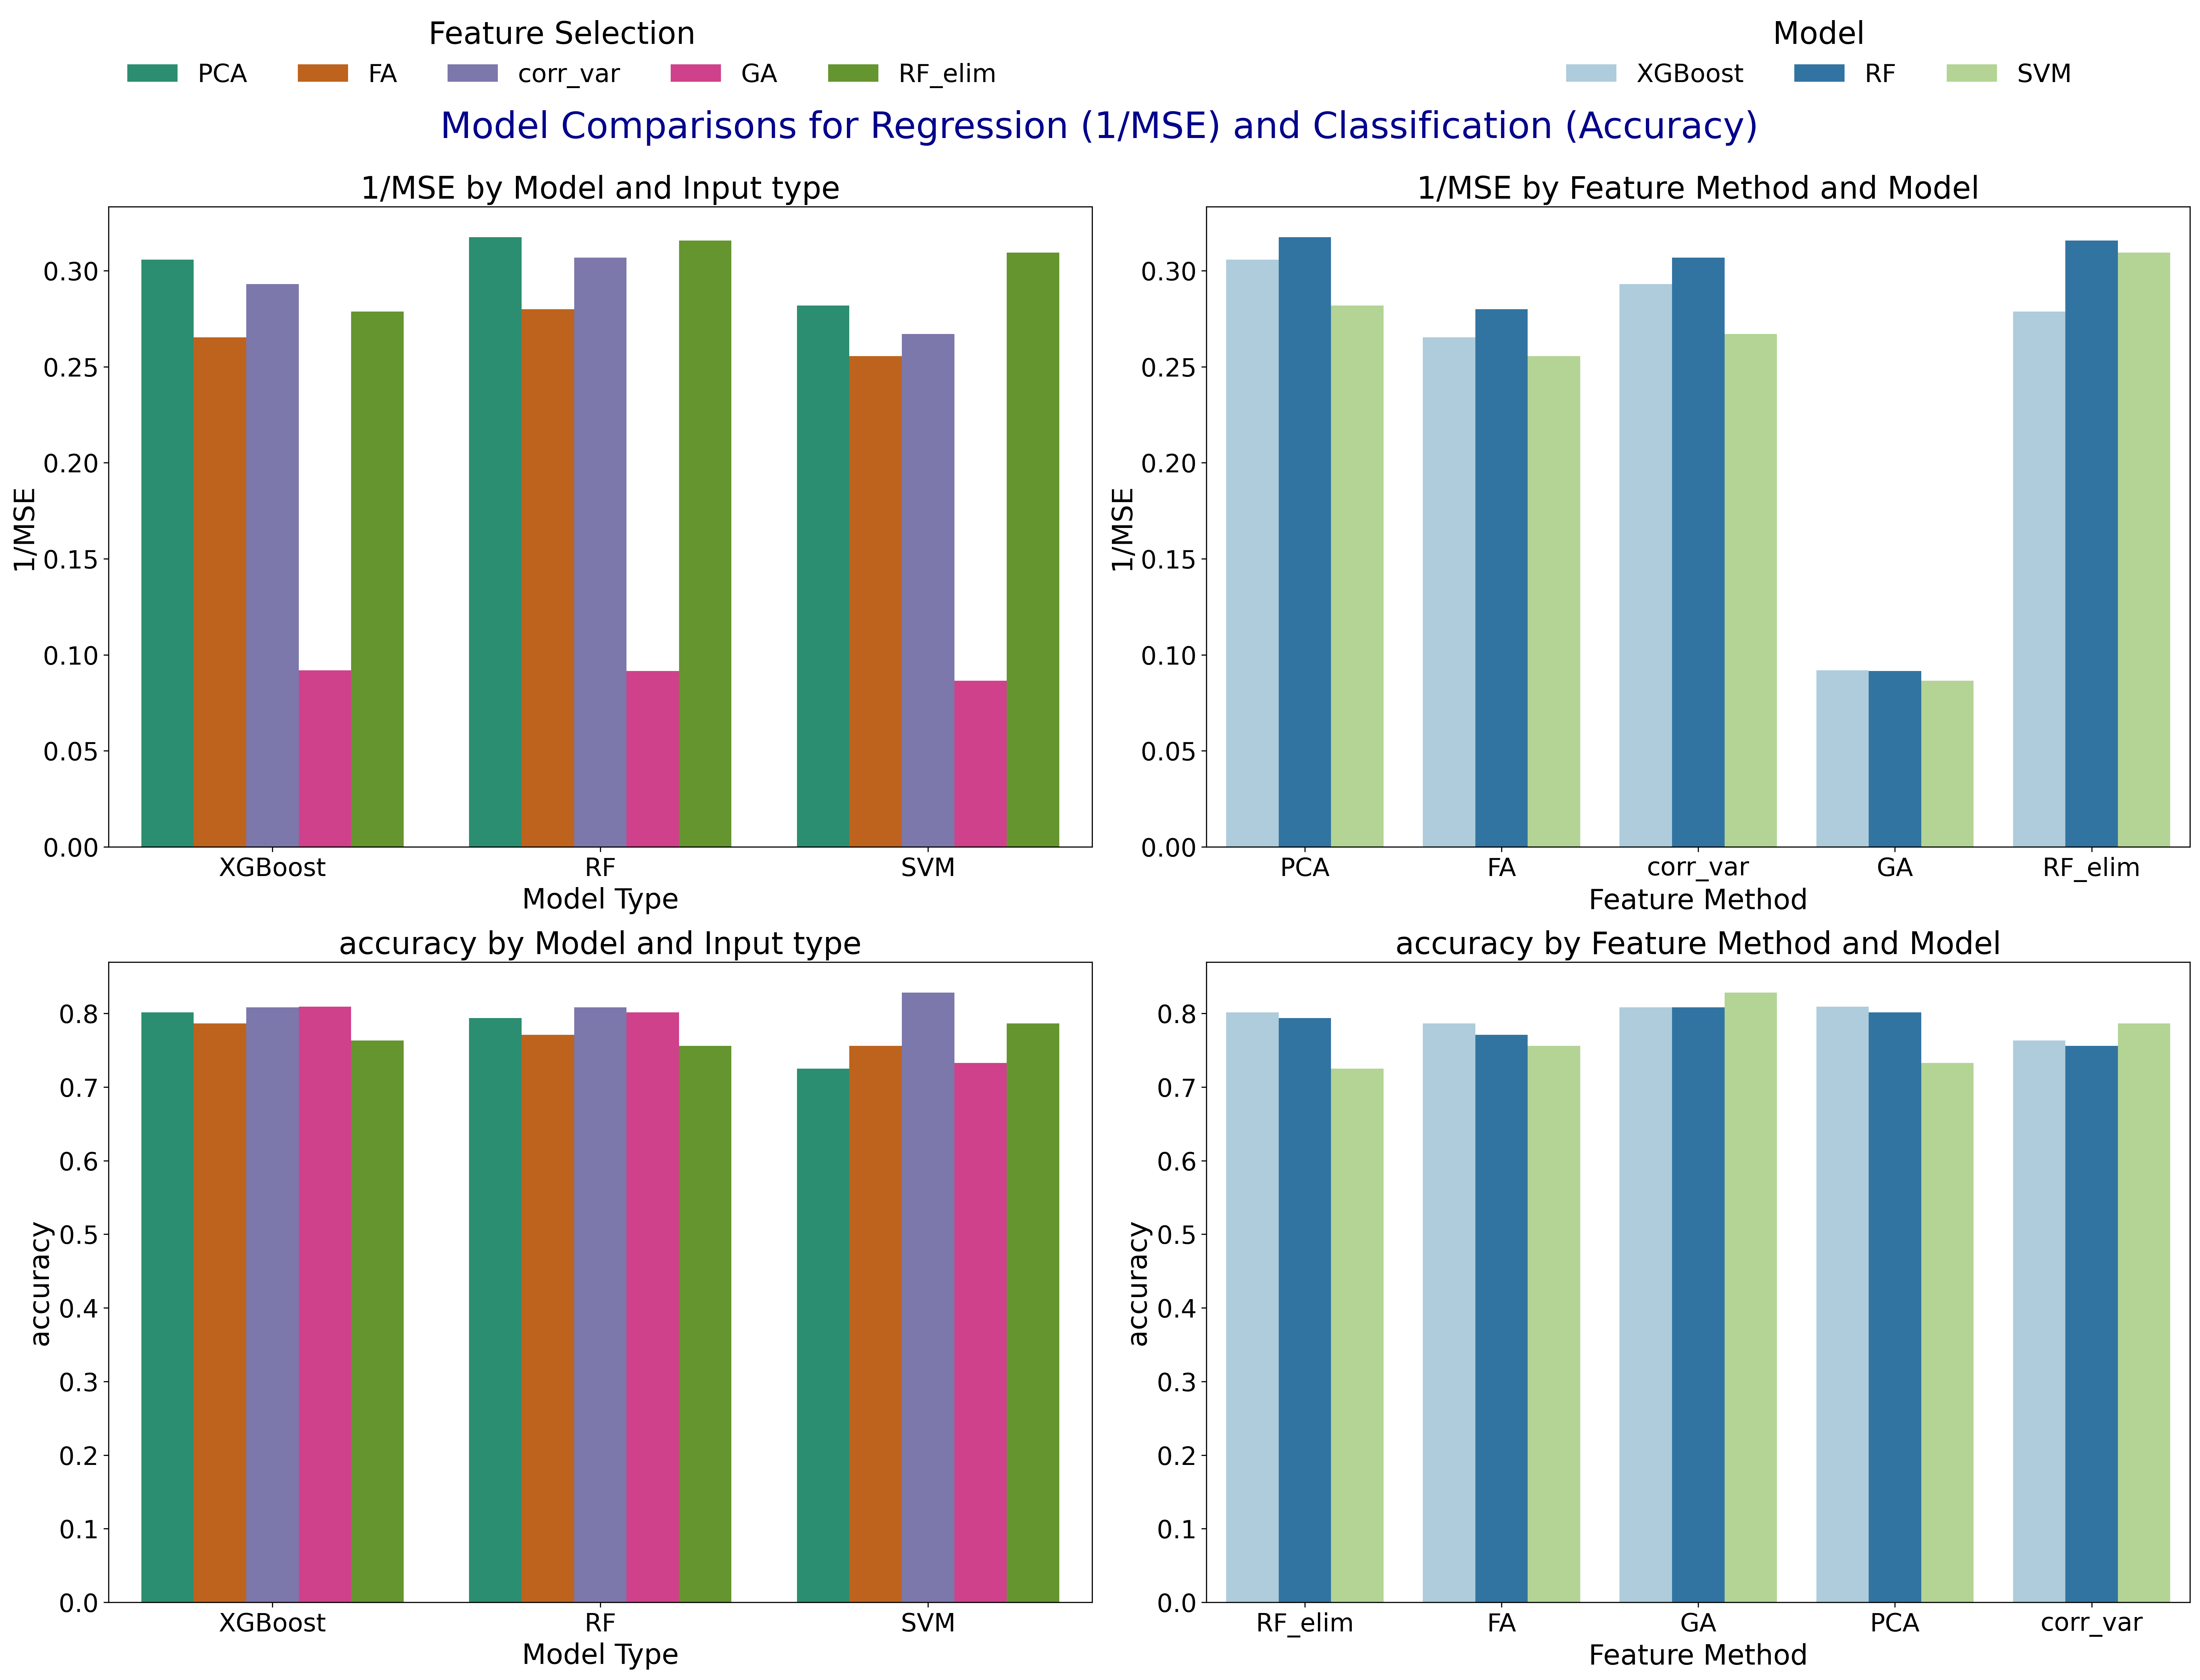 Feature Selection
PCA FA corr_var GA RF_elim
Model
XGBoost RF SVM
Model Comparisons for Regression (1/MSE) and Classification (Accuracy)
1/MSE by Model and Input type
1/MSE
0.30
0.25
0.20
0.15
0.10
0.05
0.00
XGBoost RF SVM
Model Type
1/MSE by Feature Method and Model
1/MSE
0.30
0.25
0.20
0.15
0.10
0.05
0.00
PCA FA corr_var GA RF_elim
Feature Method
accuracy by Model and Input type
accuracy
0.8
0.7
0.6
0.5
0.4
0.3
0.2
0.1
0.0
XGBoost RF SVM
Model Type
accuracy by Feature Method and Model
accuracy
0.8
0.7
0.6
0.5
0.4
0.3
0.2
0.1
0.0
RF_elim FA GA PCA corr_var
Feature Method